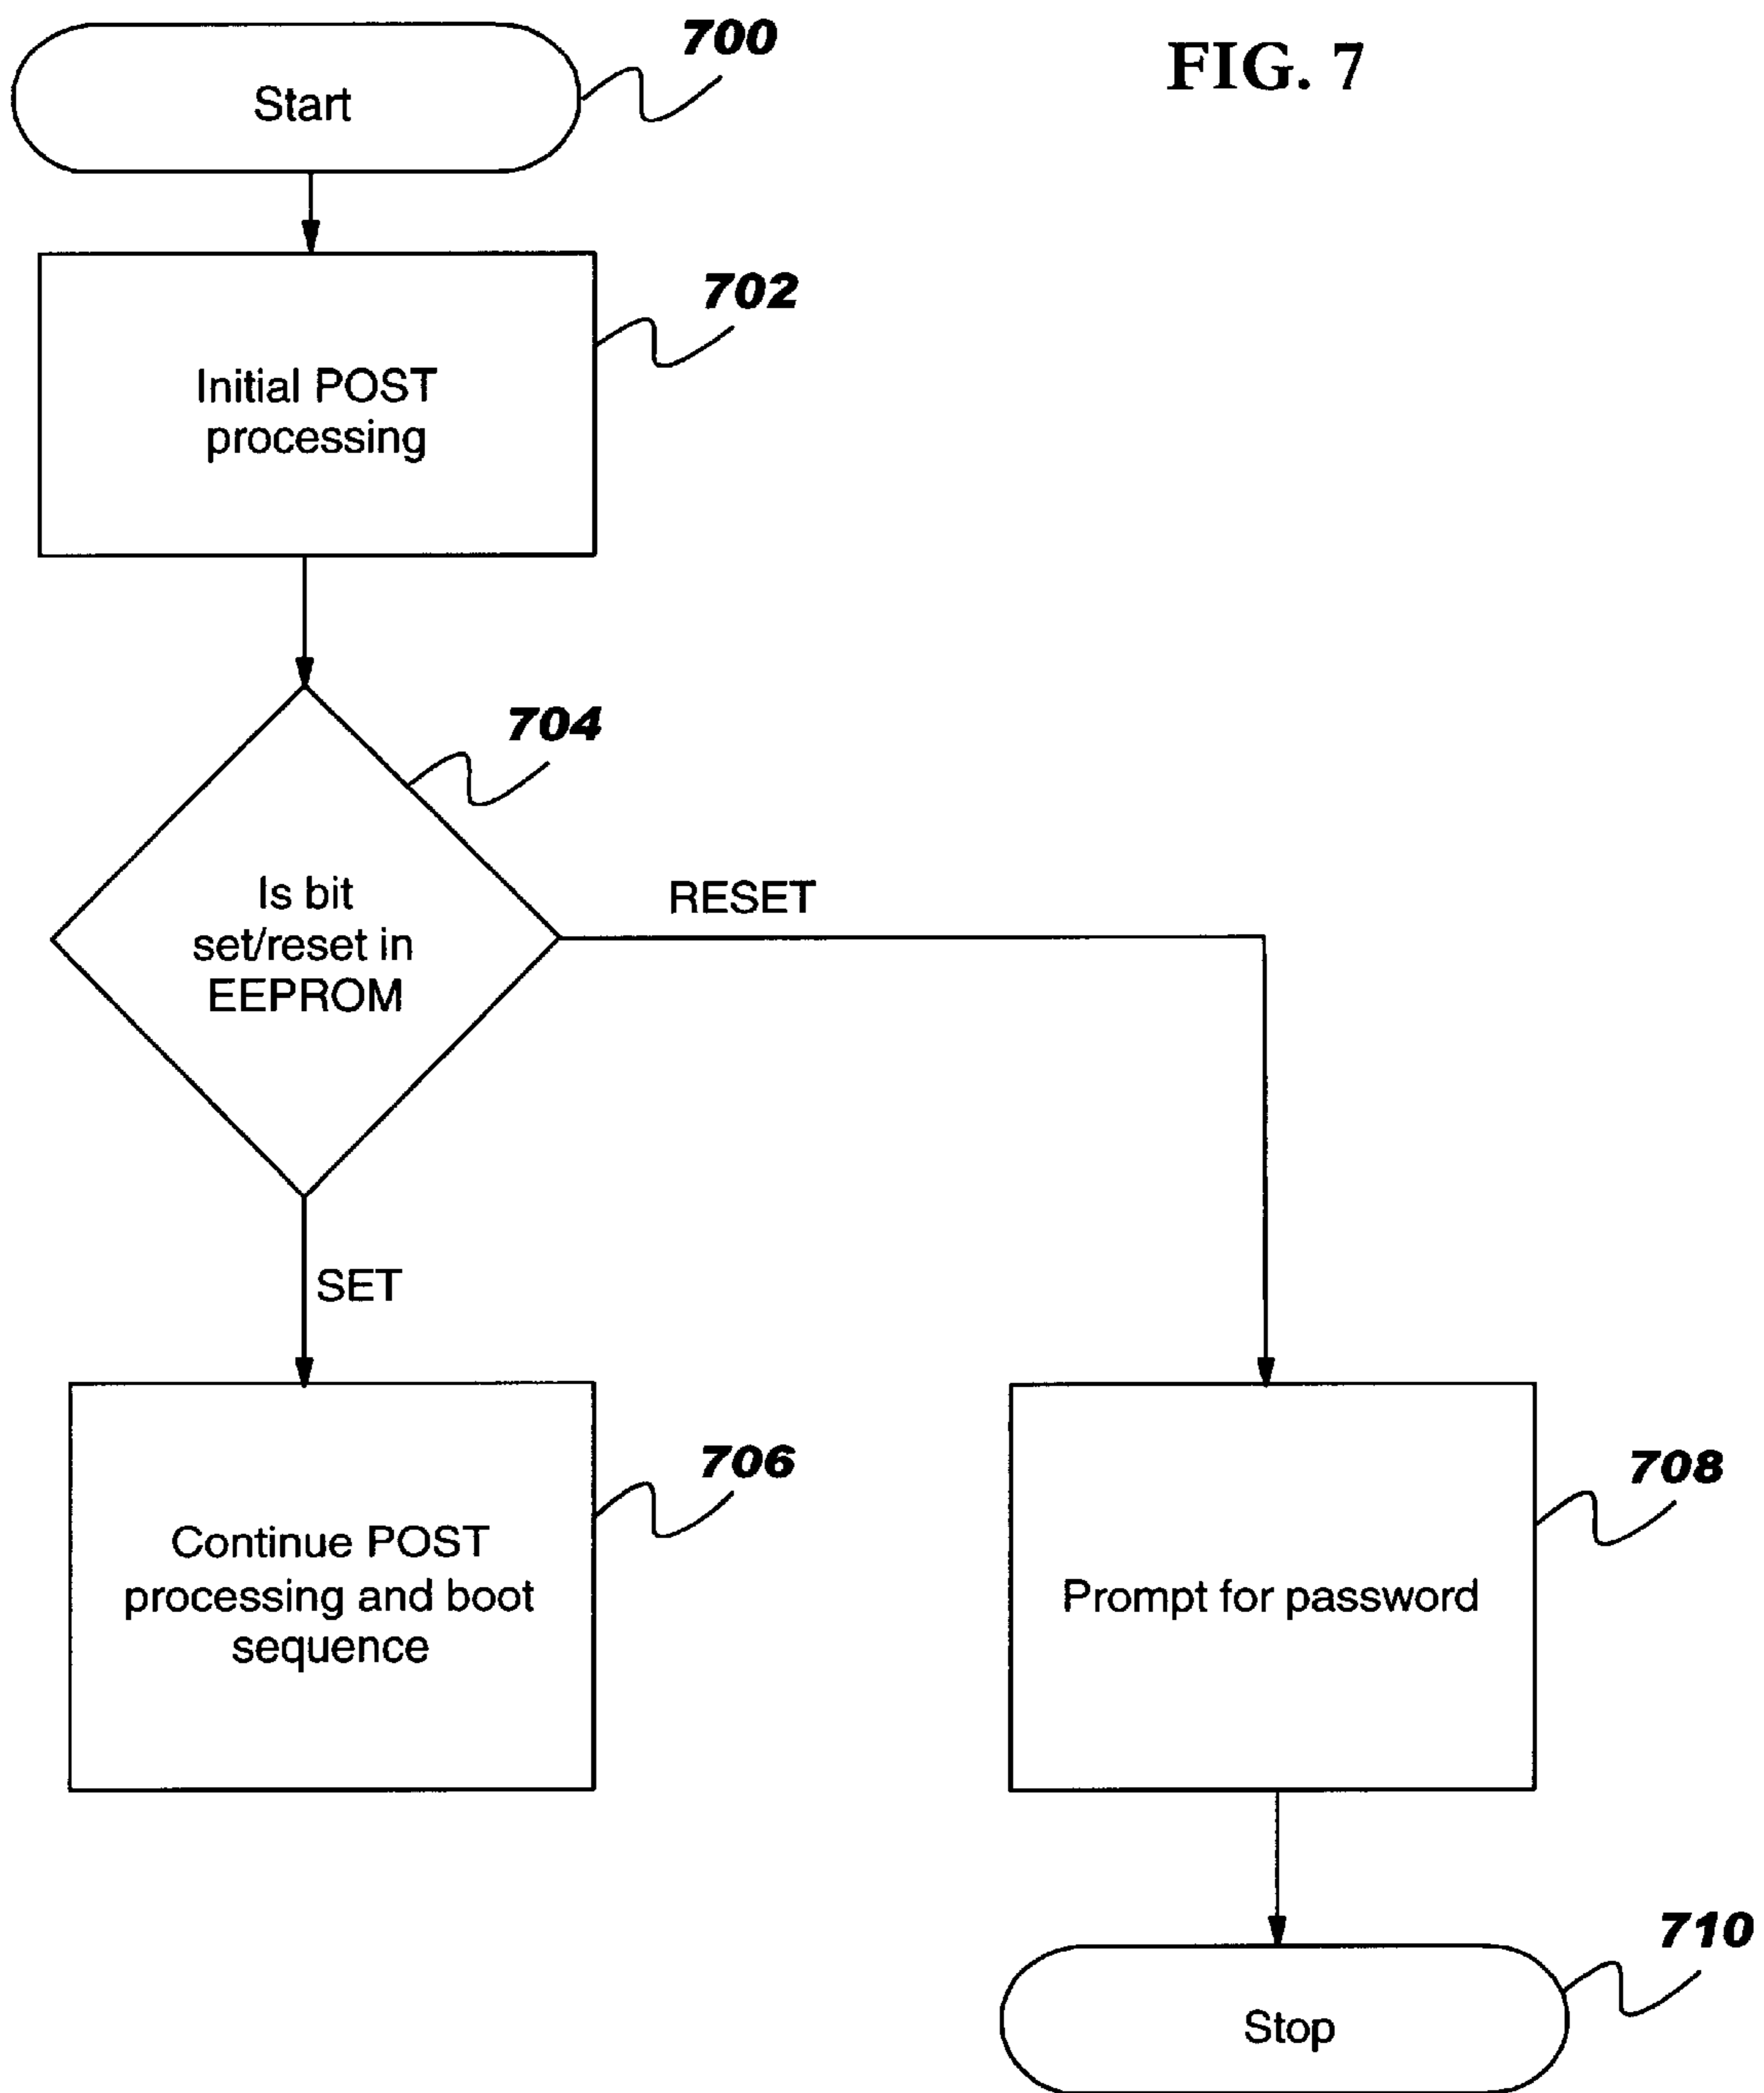 700
FIG. 7
Start
702
Initial POST
processing
704
Is bit
set/reset in
EEPROM
RESET
SET
706
Continue POST
processing and boot
sequence
708
Prompt for password
710
Stop